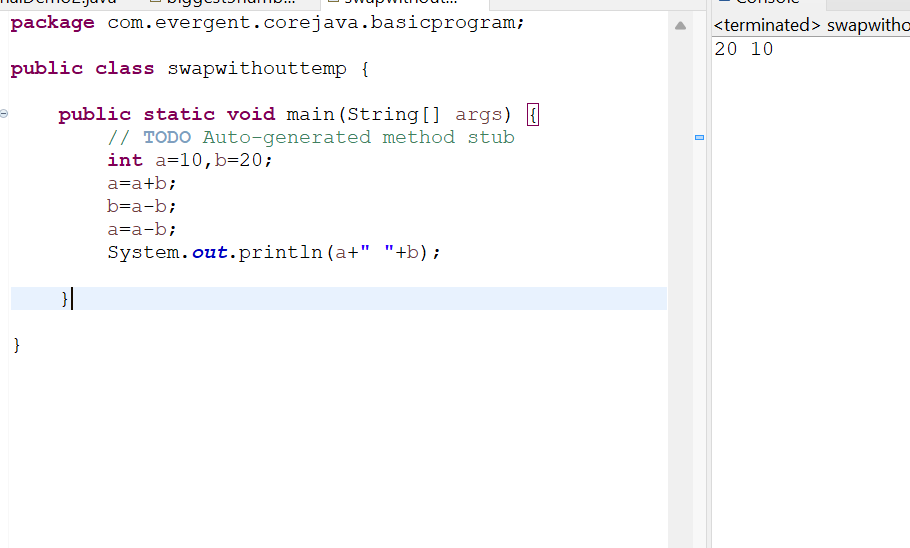 package com.evergent.corejava.basicprogram;
public class swapwithouttemp {
public static void main(String[] args) {
// TODO Auto-generated method stub
int a=10,b=20;
a=a+b;
b=a-b;
a=a-b;
System.out.println(a+" "+b);
}
}
Console
<terminated> swapwitho
20 10